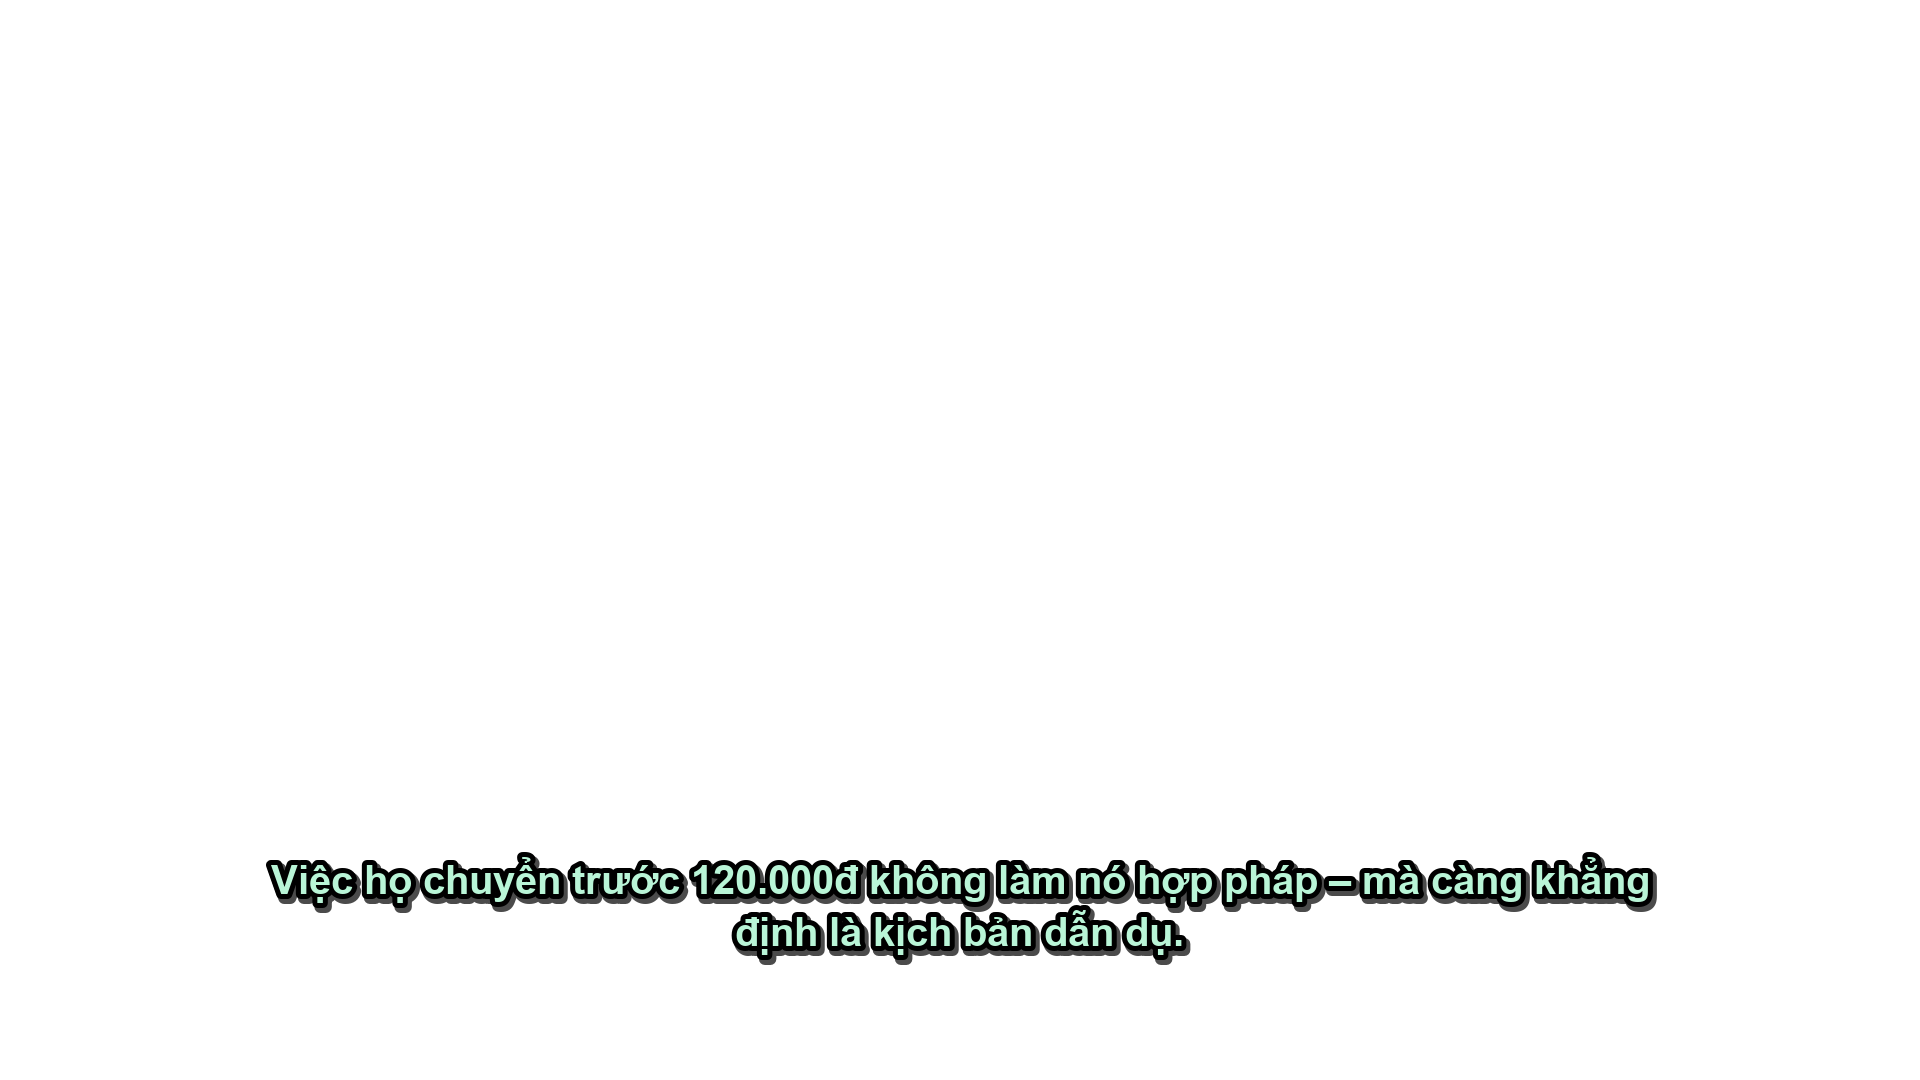 Việc họ chuyển trước 120.000đ không làm nó hợp pháp – mà càng khẳng
định là kịch bản dẫn dụ.